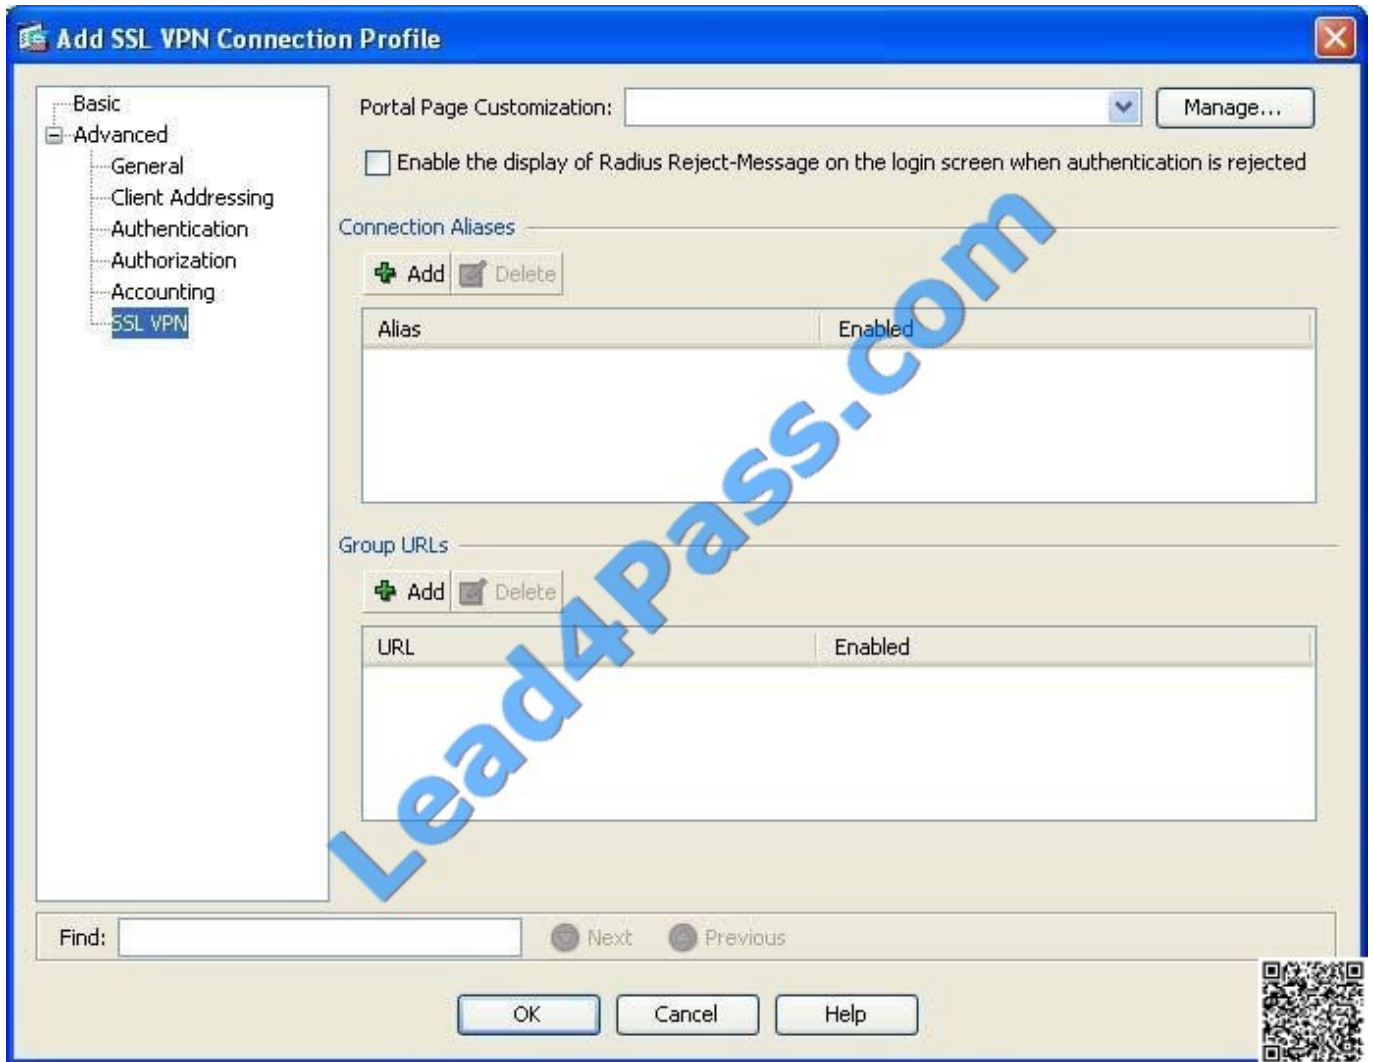 Add SSL VPN Connection Profile
Basic
Advanced
General
Client Addressing
Authentication
Authorization
Accounting
SSL VPN
Portal Page Customization:
Manage...
Enable the display of Radius Reject-Message on the login screen when authentication is rejected
Connection Aliases
Add Delete
Alias Enabled
Group URLs
Add Delete
URL Enabled
Lead4Pass.com
Find: Next Previous
OK Cancel Help